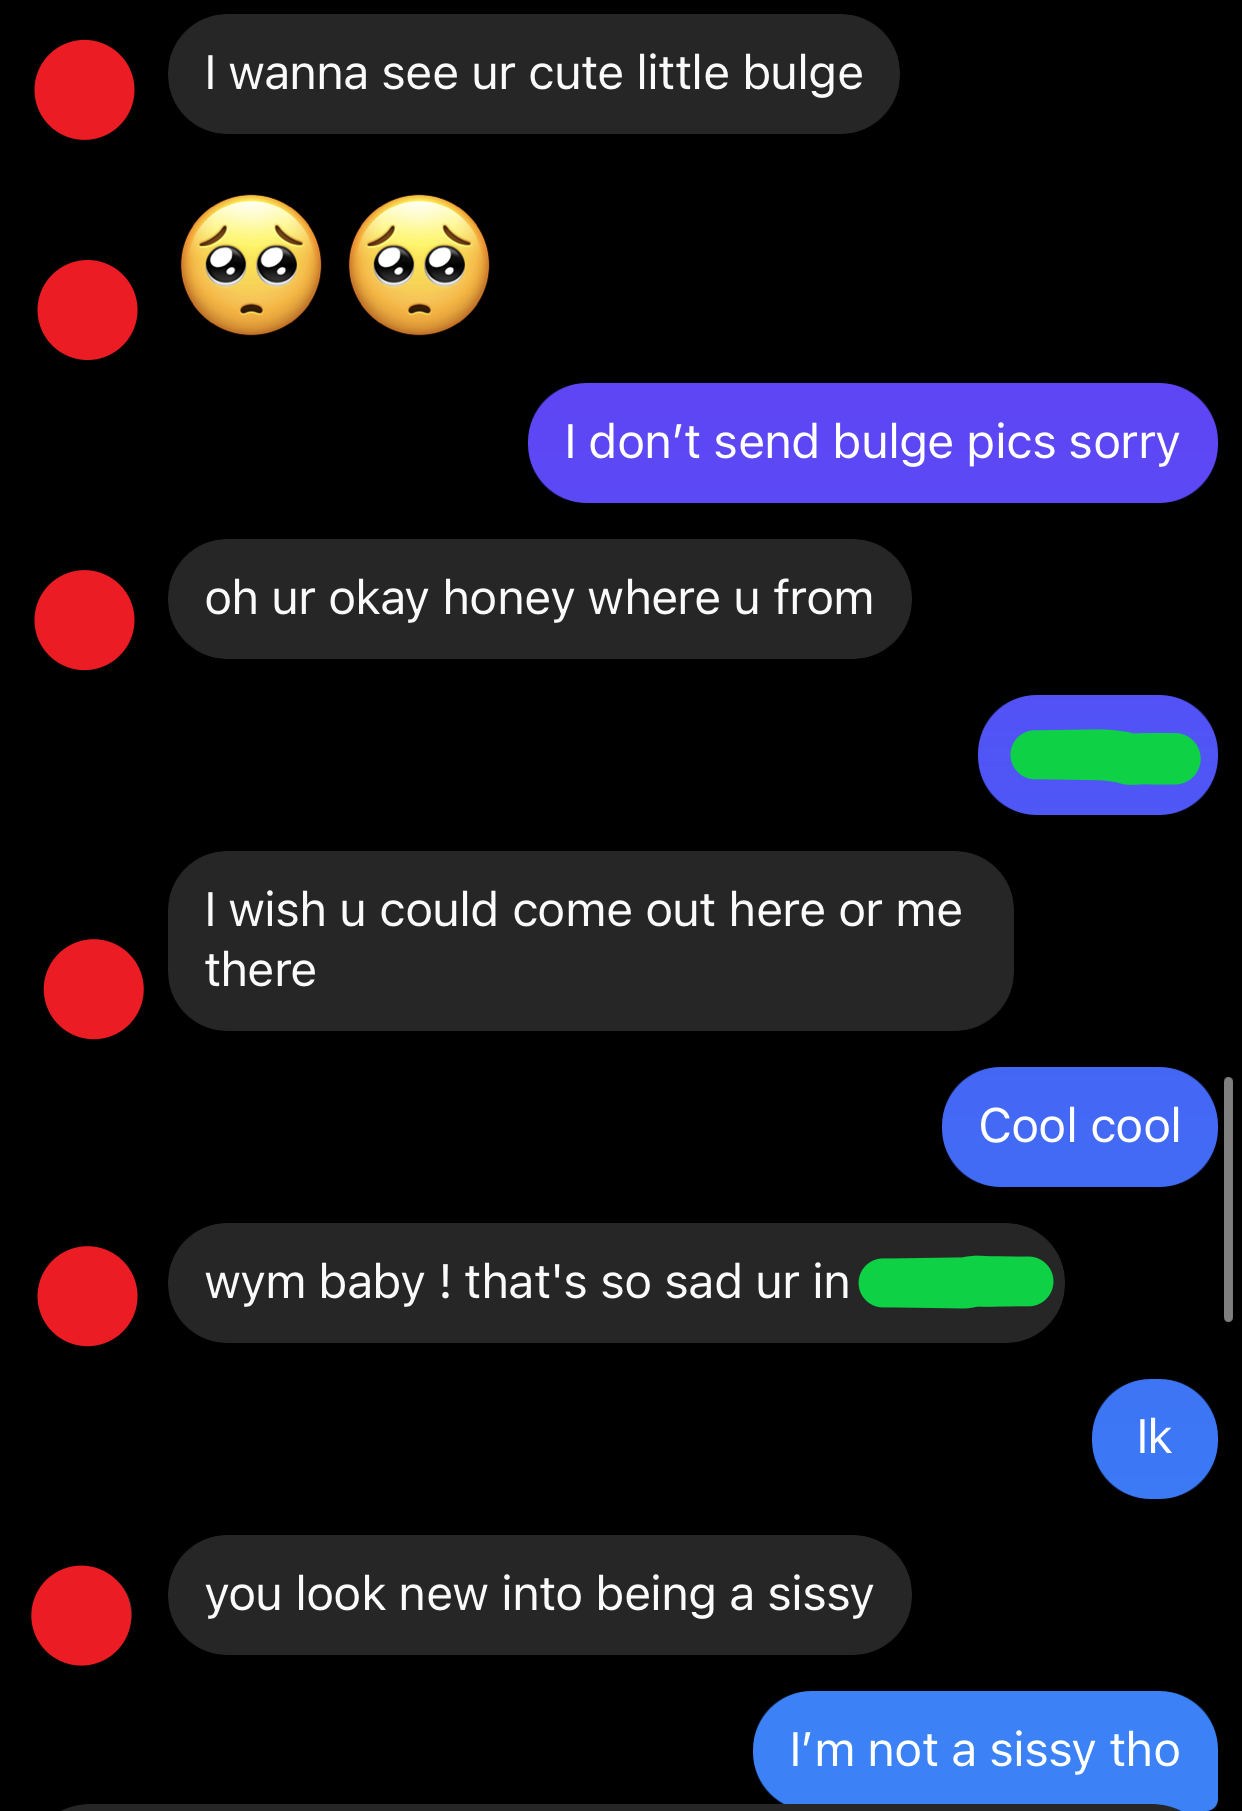 I wanna see ur cute little bulge
🥺🥺
I don’t send bulge pics sorry
oh ur okay honey where u from
I wish u could come out here or me
there
Cool cool
wym baby ! that's so sad ur in
Ik
you look new into being a sissy
I’m not a sissy tho